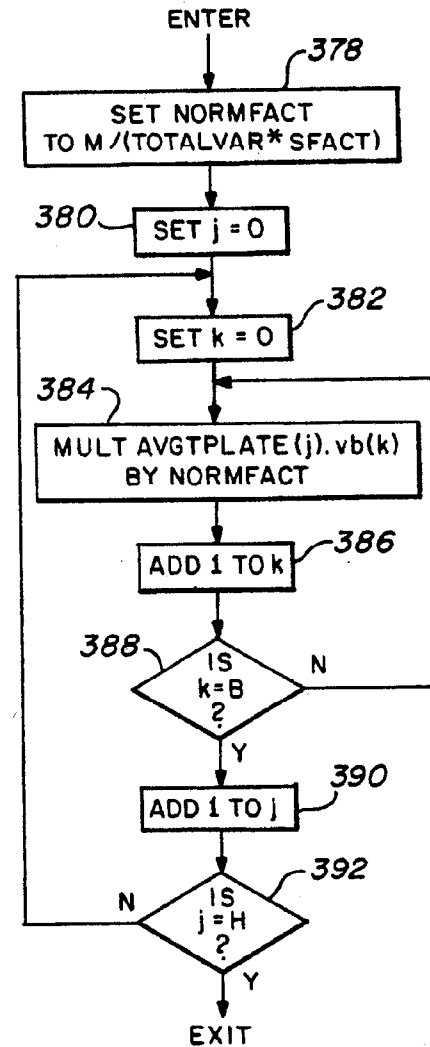 ENTER
378
SET NORMFACT
TO M/(TOTALVAR* SFACT)
380
SET j = 0
382
SET k = 0
384
MULT AVGTPLATE(j).vb(k)
BY NORMFACT
386
ADD 1 TO k
388
IS
k=B
?
N
Y
390
ADD 1 TO j
392
N
IS
j=H
?
Y
EXIT